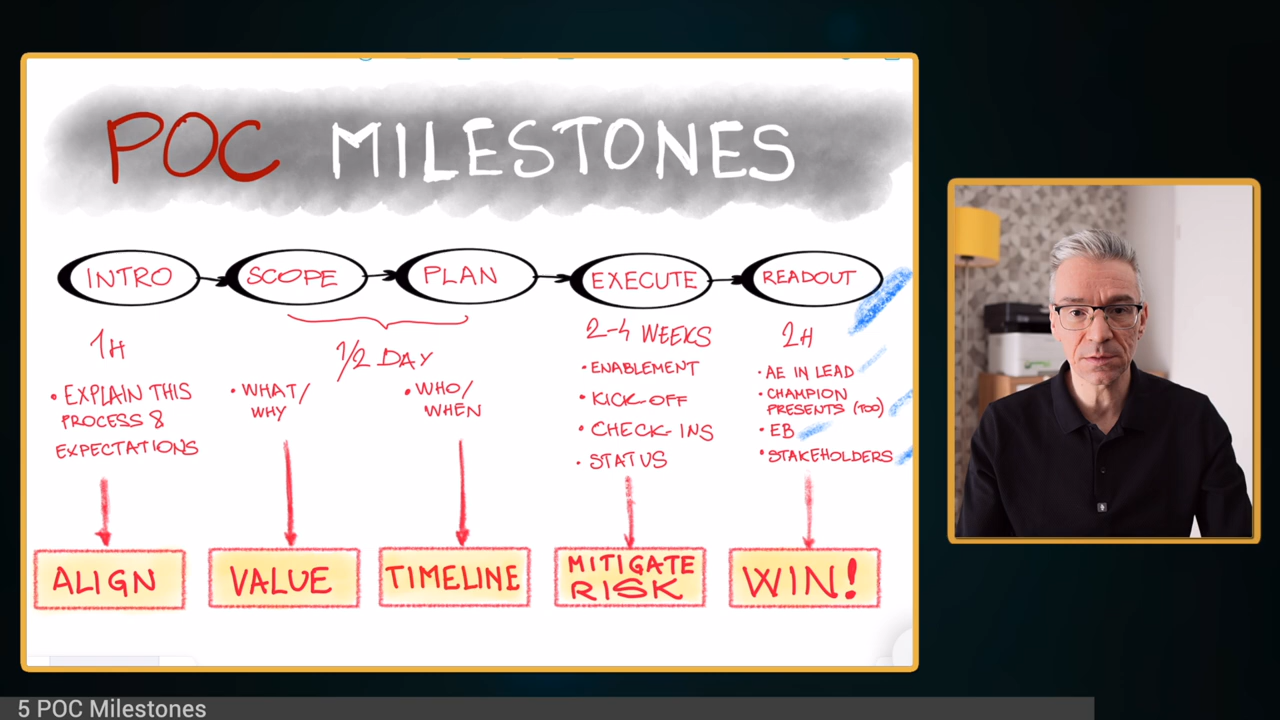 POC MILESTONES
INTRO
SCOPE
PLAN
EXECUTE
READOUT
1H
• EXPLAIN THIS
PROCESS &
EXPECTATIONS
1/2 DAY
• WHAT/
WHY
• WHO/
WHEN
2-4 WEEKS
• ENABLEMENT
• KICK-OFF
• CHECK-INS
• STATUS
2H
• AE IN LEAD
• CHAMPION
PRESENTS (TOO)
• EB
• STAKEHOLDERS
ALIGN
VALUE
TIMELINE
MITIGATE
RISK
WIN!
5 POC Milestones